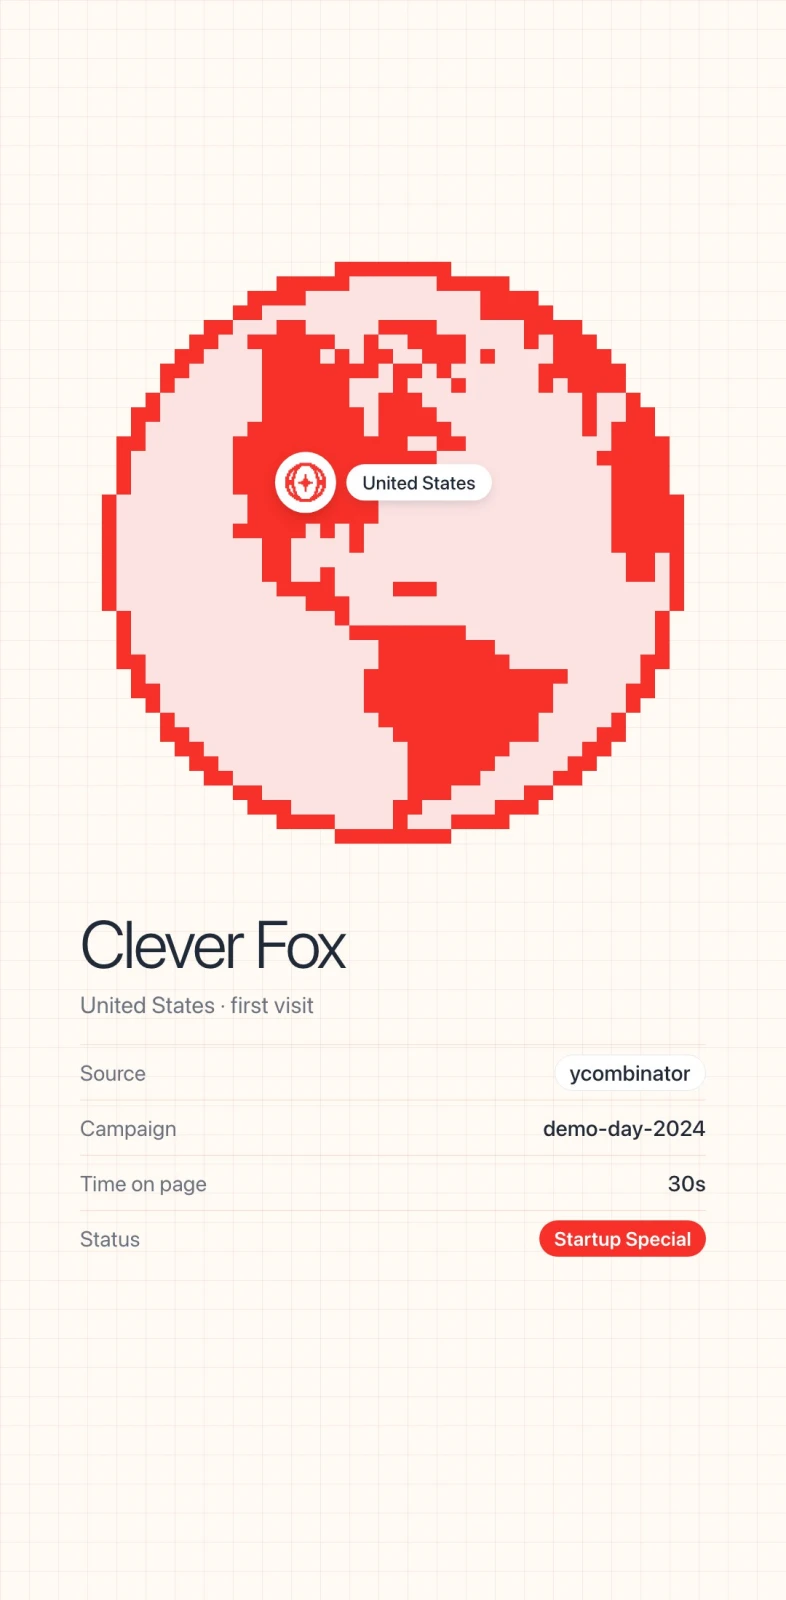 United States
Clever Fox
United States · first visit
Source ycombinator
Campaign demo-day-2024
Time on page 30s
Status Startup Special